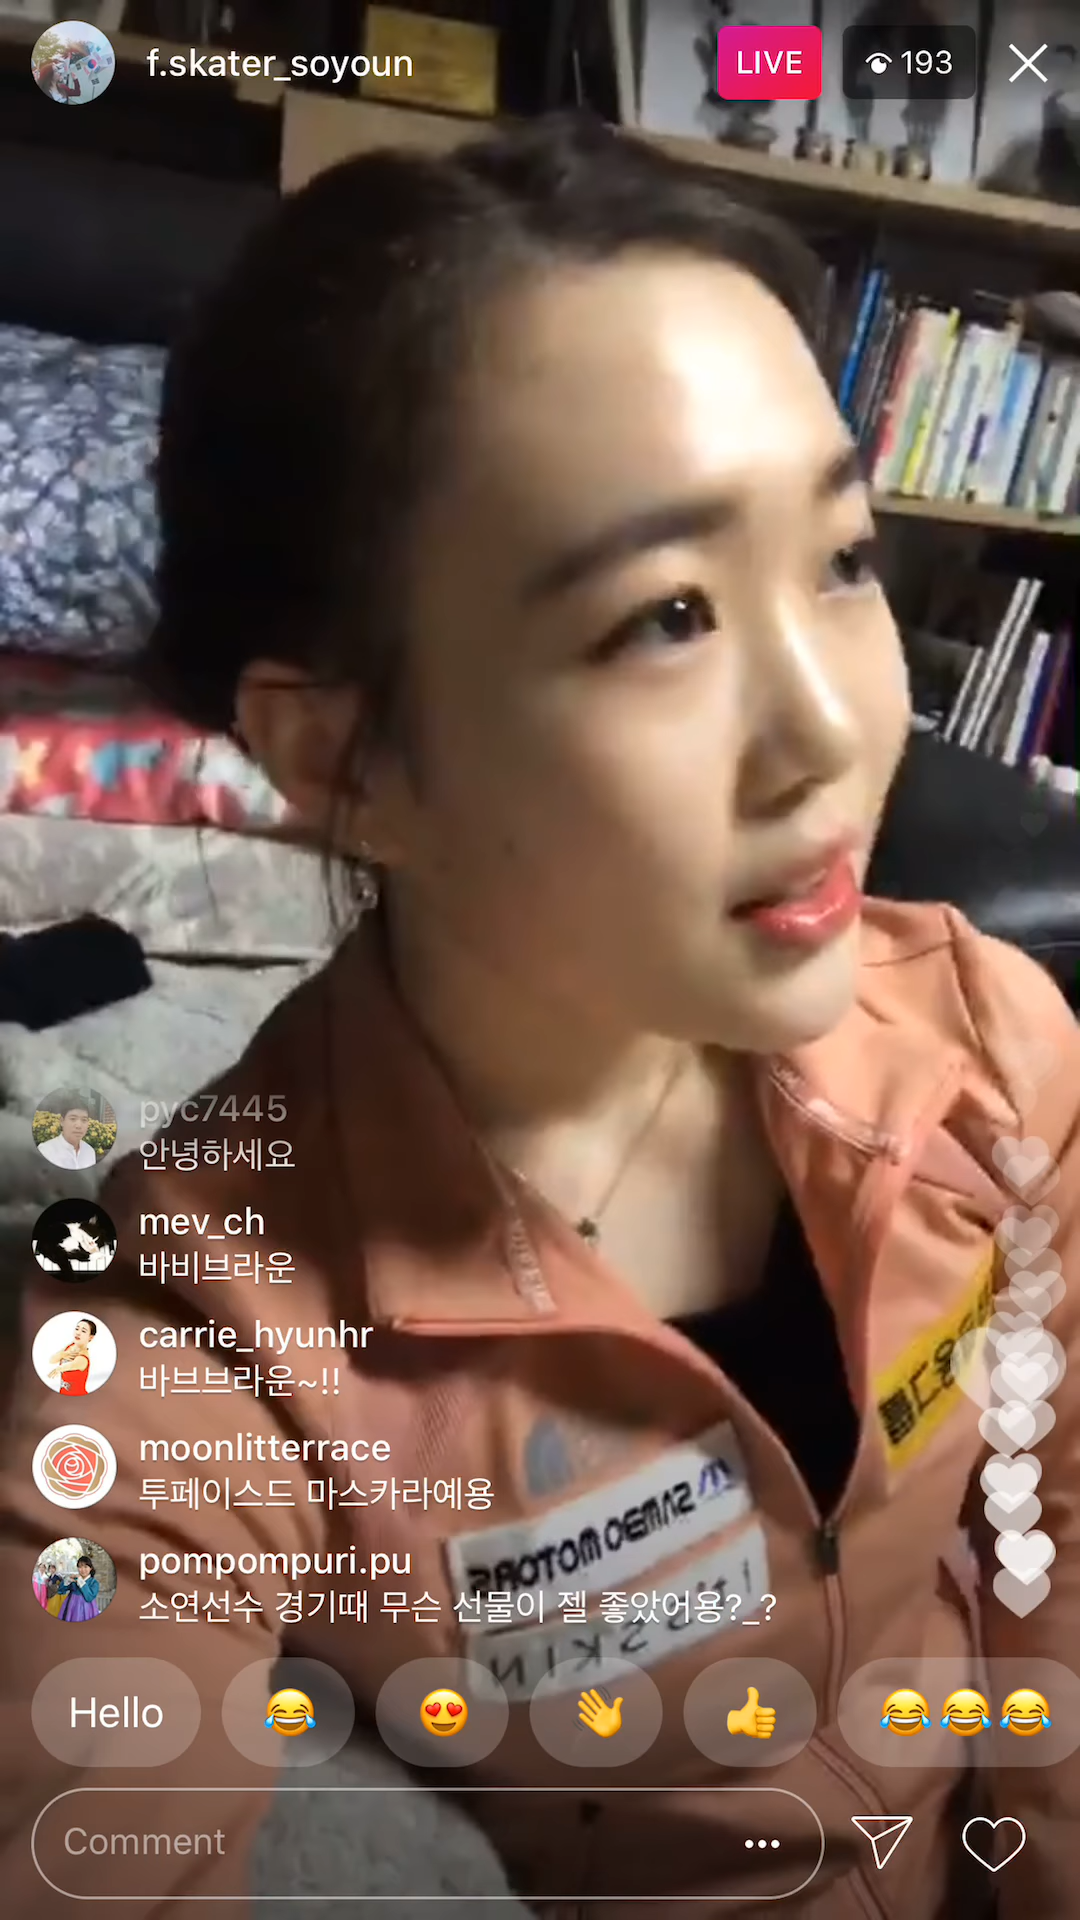 f.skater_soyoun
LIVE
193
pyc7445
안녕하세요
mev_ch
바비브라운
carrie_hyunhr
바브브라운~!!
moonlitterrace
투페이스드 마스카라예용
pompompuri.pu
소연선수 경기때 무슨 선물이 젤 좋았어용?_?
SAMEO MOTORS
Hello
😂
😍
👋
👍
😂😂😂
Comment